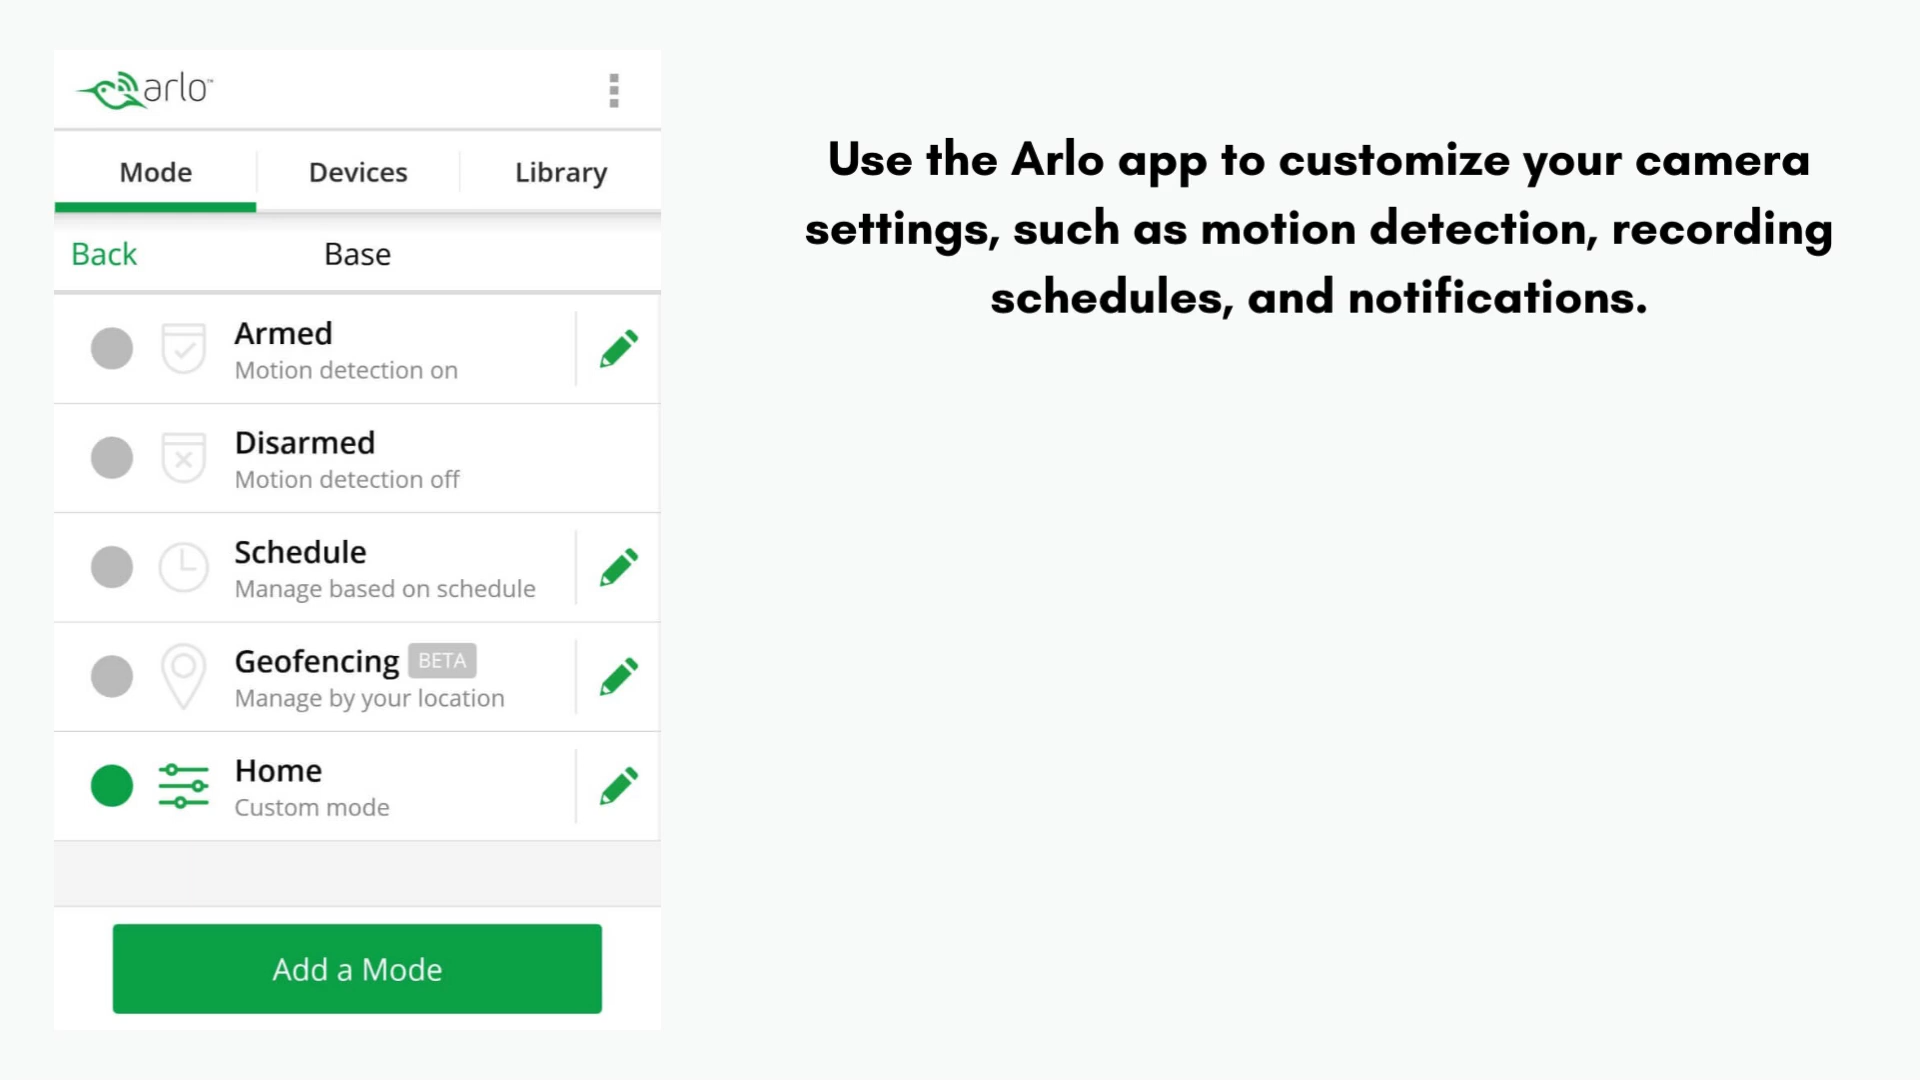 arlo™
Mode Devices Library
Back Base
Armed
Motion detection on
Disarmed
Motion detection off
Schedule
Manage based on schedule
Geofencing BETA
Manage by your location
Home
Custom mode
Add a Mode
Use the Arlo app to customize your camera
settings, such as motion detection, recording
schedules, and notifications.